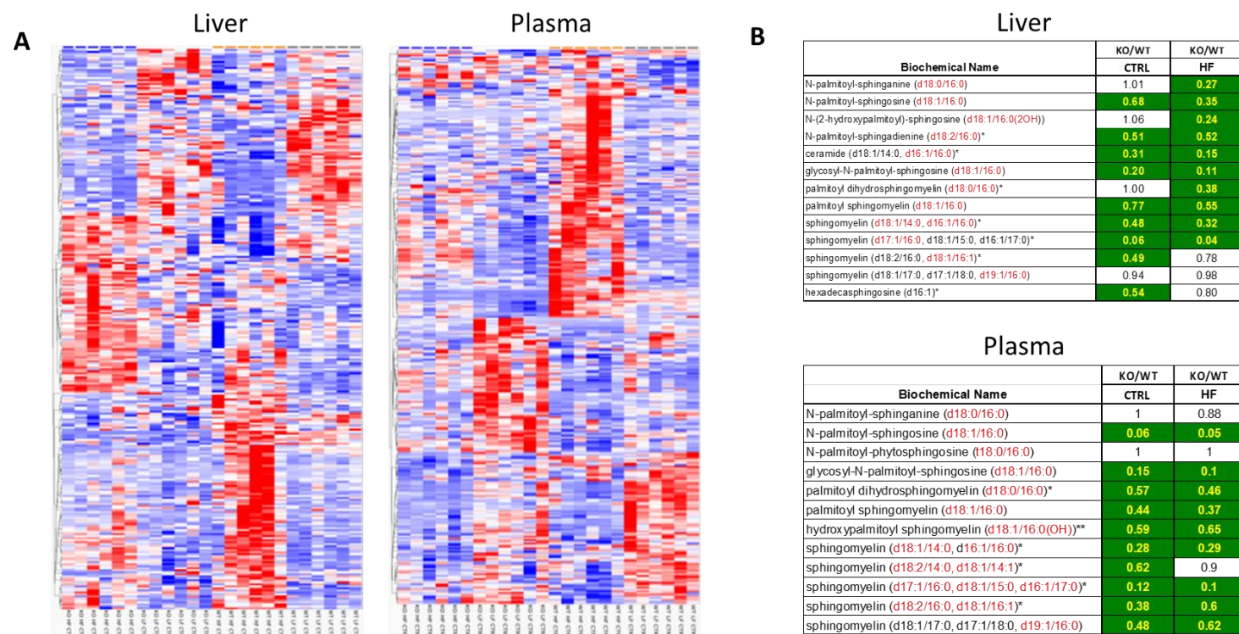 Liver
Plasma
A
B
Liver
KO/WT KO/WT
Biochemical Name CTRL HF
N-palmitoyl-sphinganine (d18:0/16:0) 1.01 0.27
N-palmitoyl-sphingosine (d18:1/16:0) 0.68 0.35
N-(2-hydroxypalmitoyl)-sphingosine (d18:1/16:0(2OH)) 1.06 0.24
N-palmitoyl-sphingadienine (d18:2/16:0)* 0.51 0.52
ceramide (d18:1/14:0, d16:1/16:0)* 0.31 0.15
glycosyl-N-palmitoyl-sphingosine (d18:1/16:0) 0.20 0.11
palmitoyl dihydrosphingomyelin (d18:0/16:0)* 1.00 0.38
palmitoyl sphingomyelin (d18:1/16:0) 0.77 0.55
sphingomyelin (d18:1/14:0, d16:1/16:0)* 0.48 0.32
sphingomyelin (d17:1/16:0, d18:1/15:0, d16:1/17:0)* 0.06 0.04
sphingomyelin (d18:2/16:0, d18:1/16:1)* 0.49 0.78
sphingomyelin (d18:1/17:0, d17:1/18:0, d19:1/16:0) 0.94 0.98
hexadecasphingosine (d16:1)* 0.54 0.80
Plasma
KO/WT KO/WT
Biochemical Name CTRL HF
N-palmitoyl-sphinganine (d18:0/16:0) 1 0.88
N-palmitoyl-sphingosine (d18:1/16:0) 0.06 0.05
N-palmitoyl-phytosphingosine (t18:0/16:0) 1 1
glycosyl-N-palmitoyl-sphingosine (d18:1/16:0) 0.15 0.1
palmitoyl dihydrosphingomyelin (d18:0/16:0)* 0.57 0.46
palmitoyl sphingomyelin (d18:1/16:0) 0.44 0.37
hydroxypalmitoyl sphingomyelin (d18:1/16:0(OH))** 0.59 0.65
sphingomyelin (d18:1/14:0, d16:1/16:0)* 0.28 0.29
sphingomyelin (d18:2/14:0, d18:1/14:1)* 0.62 0.9
sphingomyelin (d17:1/16:0, d18:1/15:0, d16:1/17:0)* 0.12 0.1
sphingomyelin (d18:2/16:0, d18:1/16:1)* 0.38 0.6
sphingomyelin (d18:1/17:0, d17:1/18:0, d19:1/16:0) 0.48 0.62